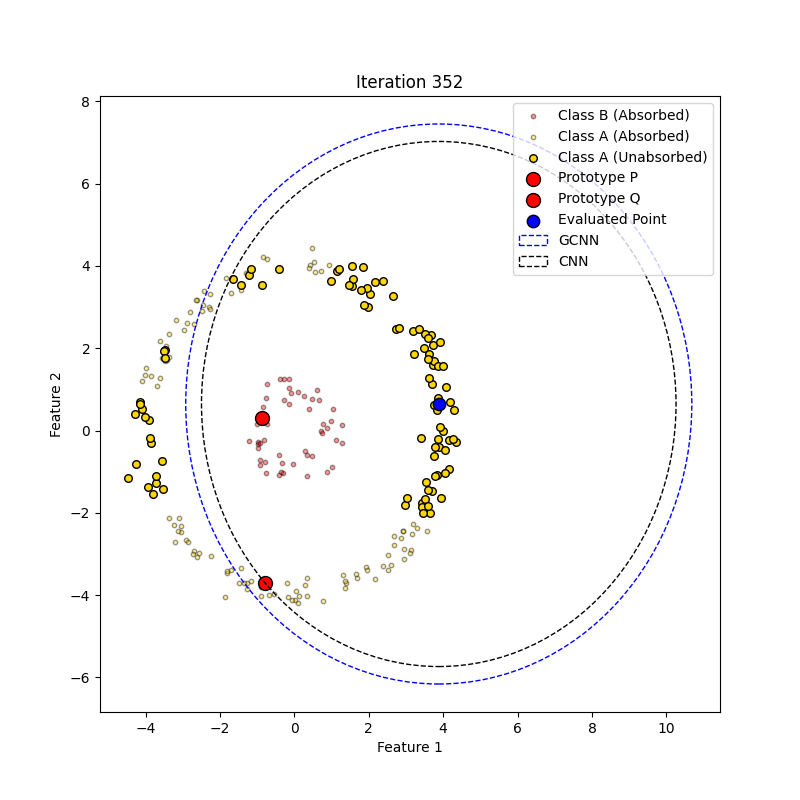 Iteration 352
Class B (Absorbed)
Class A (Absorbed)
Class A (Unabsorbed)
Prototype P
Prototype Q
Evaluated Point
GCNN
CNN
8
6
4
2
0
−2
−4
−6
Feature 2
−4
−2
0
2
4
6
8
10
Feature 1